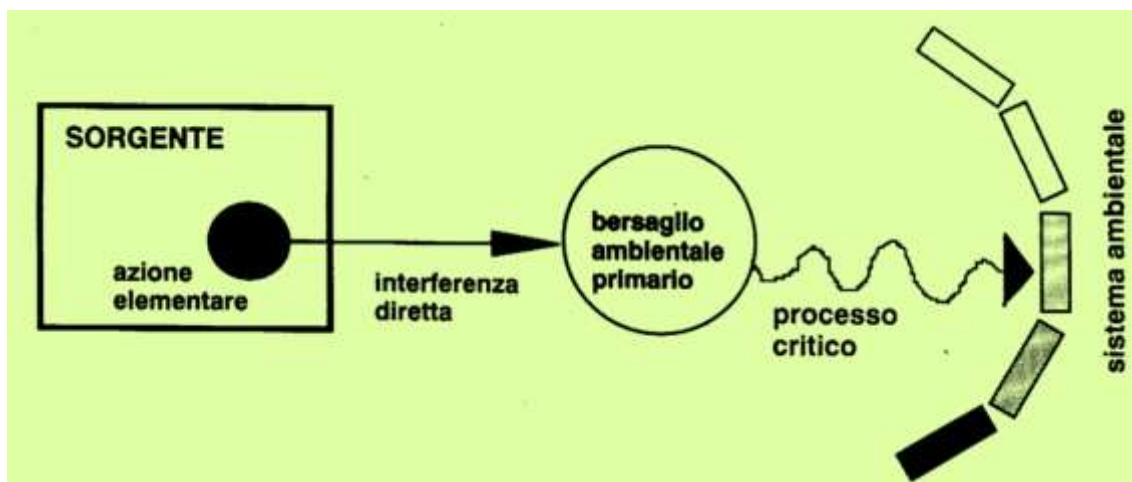 SORGENTE
azione
elementare
interferenza
diretta
bersaglio
ambientale
primario
processo
critico
sistema ambientale